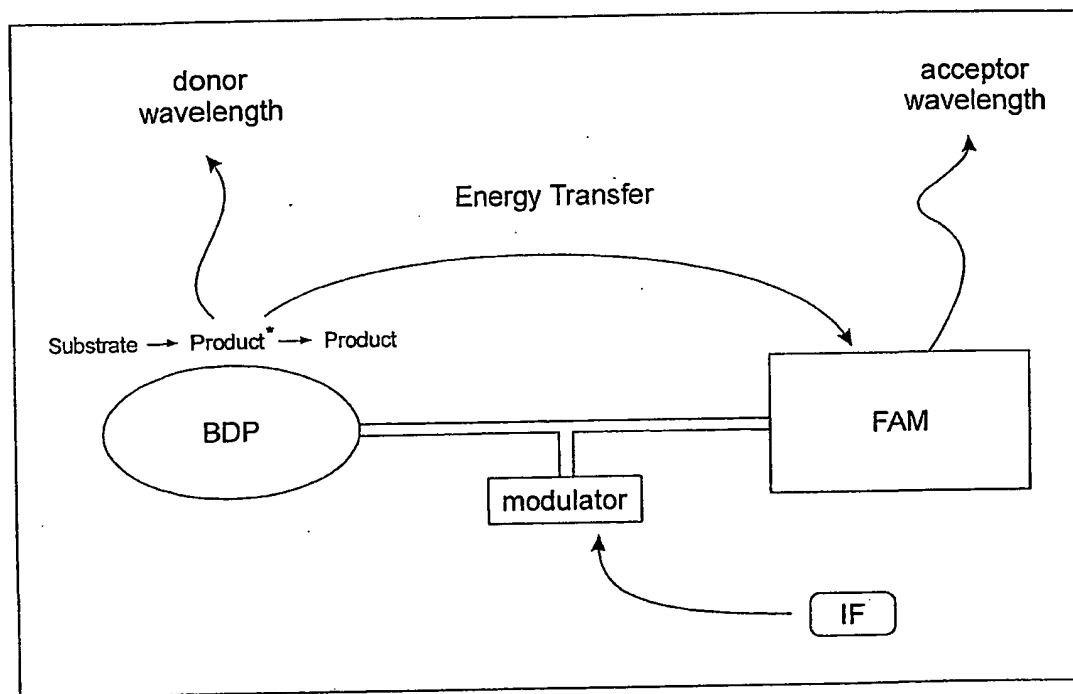 donor
wavelength
acceptor
wavelength
Energy Transfer
Substrate → Product* → Product
BDP
FAM
modulator
IF